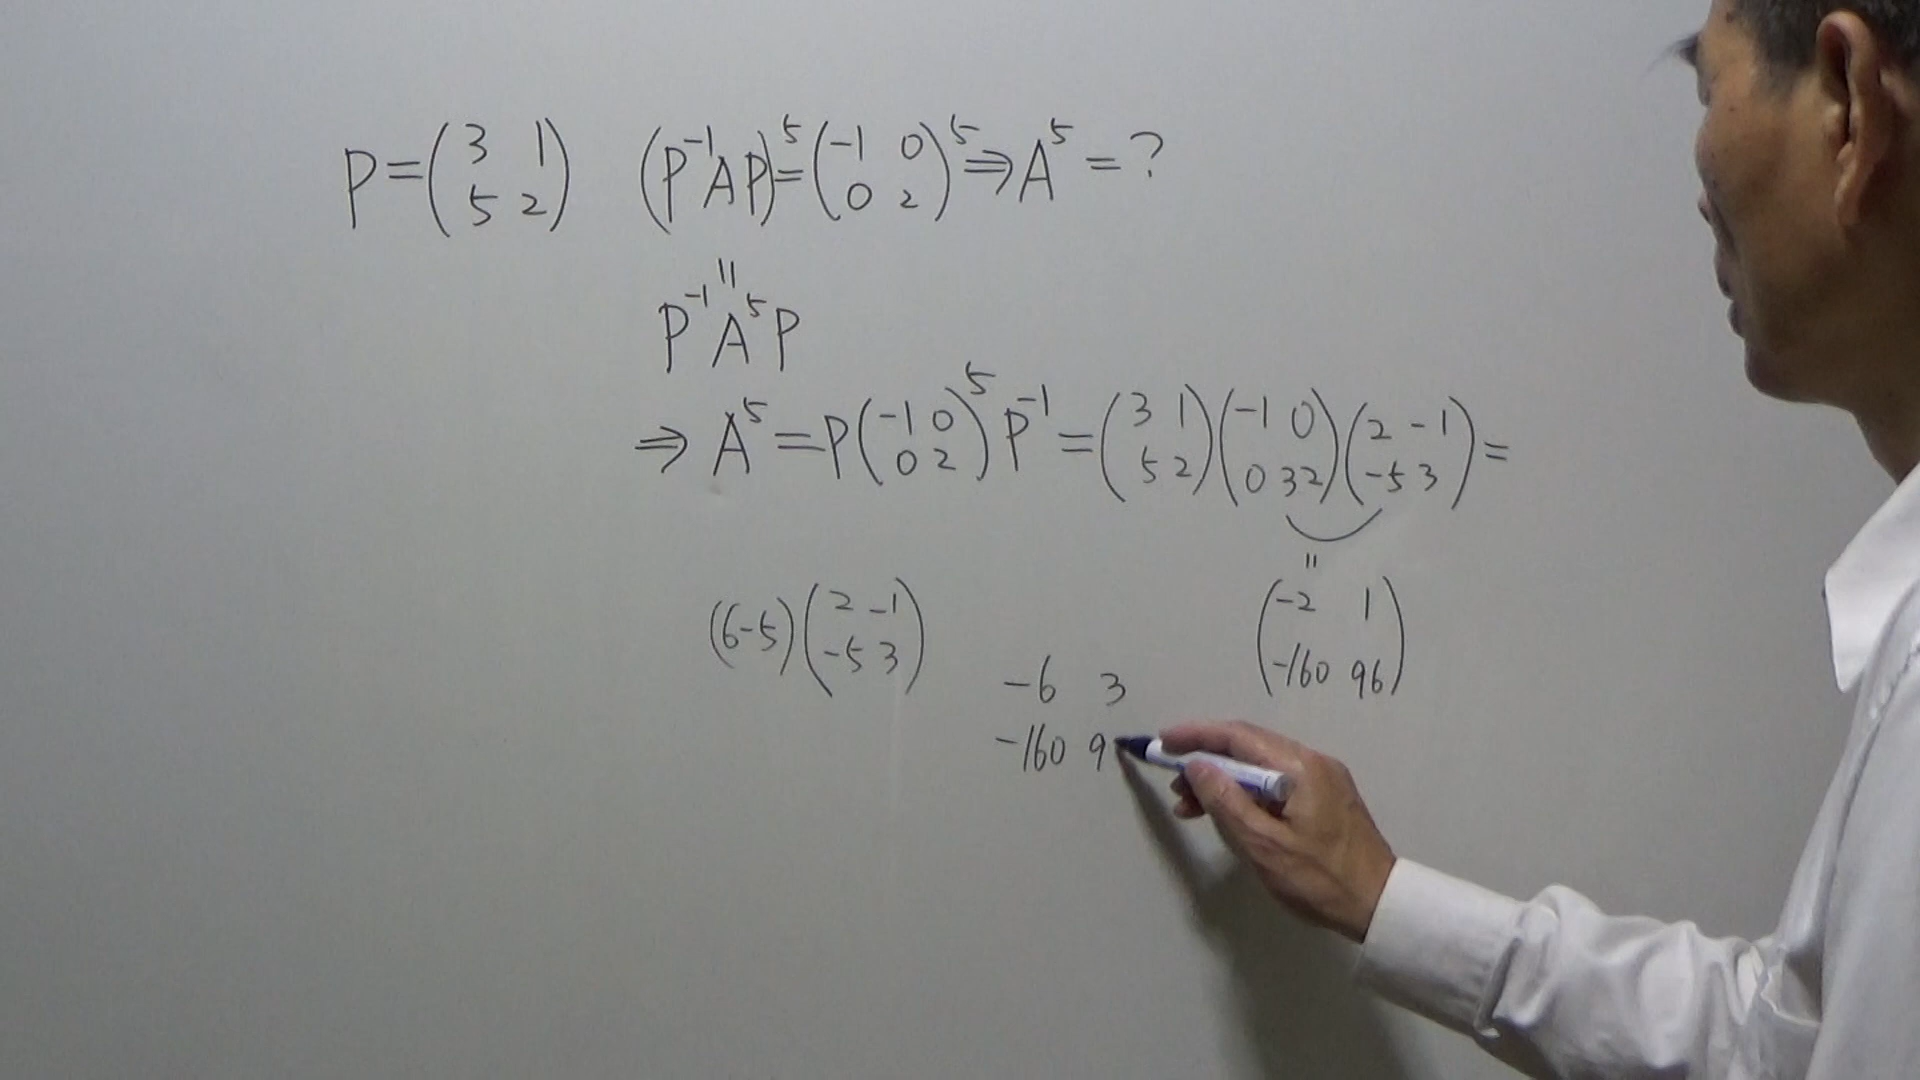 P=(3 1 5 2) (P⁻¹AP)⁵=(-1 0 0 2)⁵⇒A⁵=?
=
P⁻¹A⁵P
⇒A⁵=P(-1 0 0 2)⁵P⁻¹=(3 1 5 2)(-1 0 0 32)(2 -1 -5 3)=
=
(6-5)(2 -1 -5 3)
(-2 1 -160 96)
-6 3
-160 9